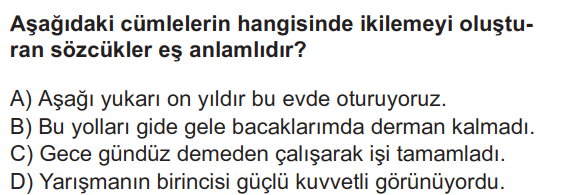 Aşağıdaki cümlelerin hangisinde ikilemeyi oluştu-
ran sözcükler eş anlamlıdır?
A) Aşağı yukarı on yıldır bu evde oturuyoruz.
B) Bu yolları gide gele bacaklarımda derman kalmadı.
C) Gece gündüz demeden çalışarak işi tamamladı.
D) Yarışmanın birincisi güçlü kuvvetli görünüyordu.